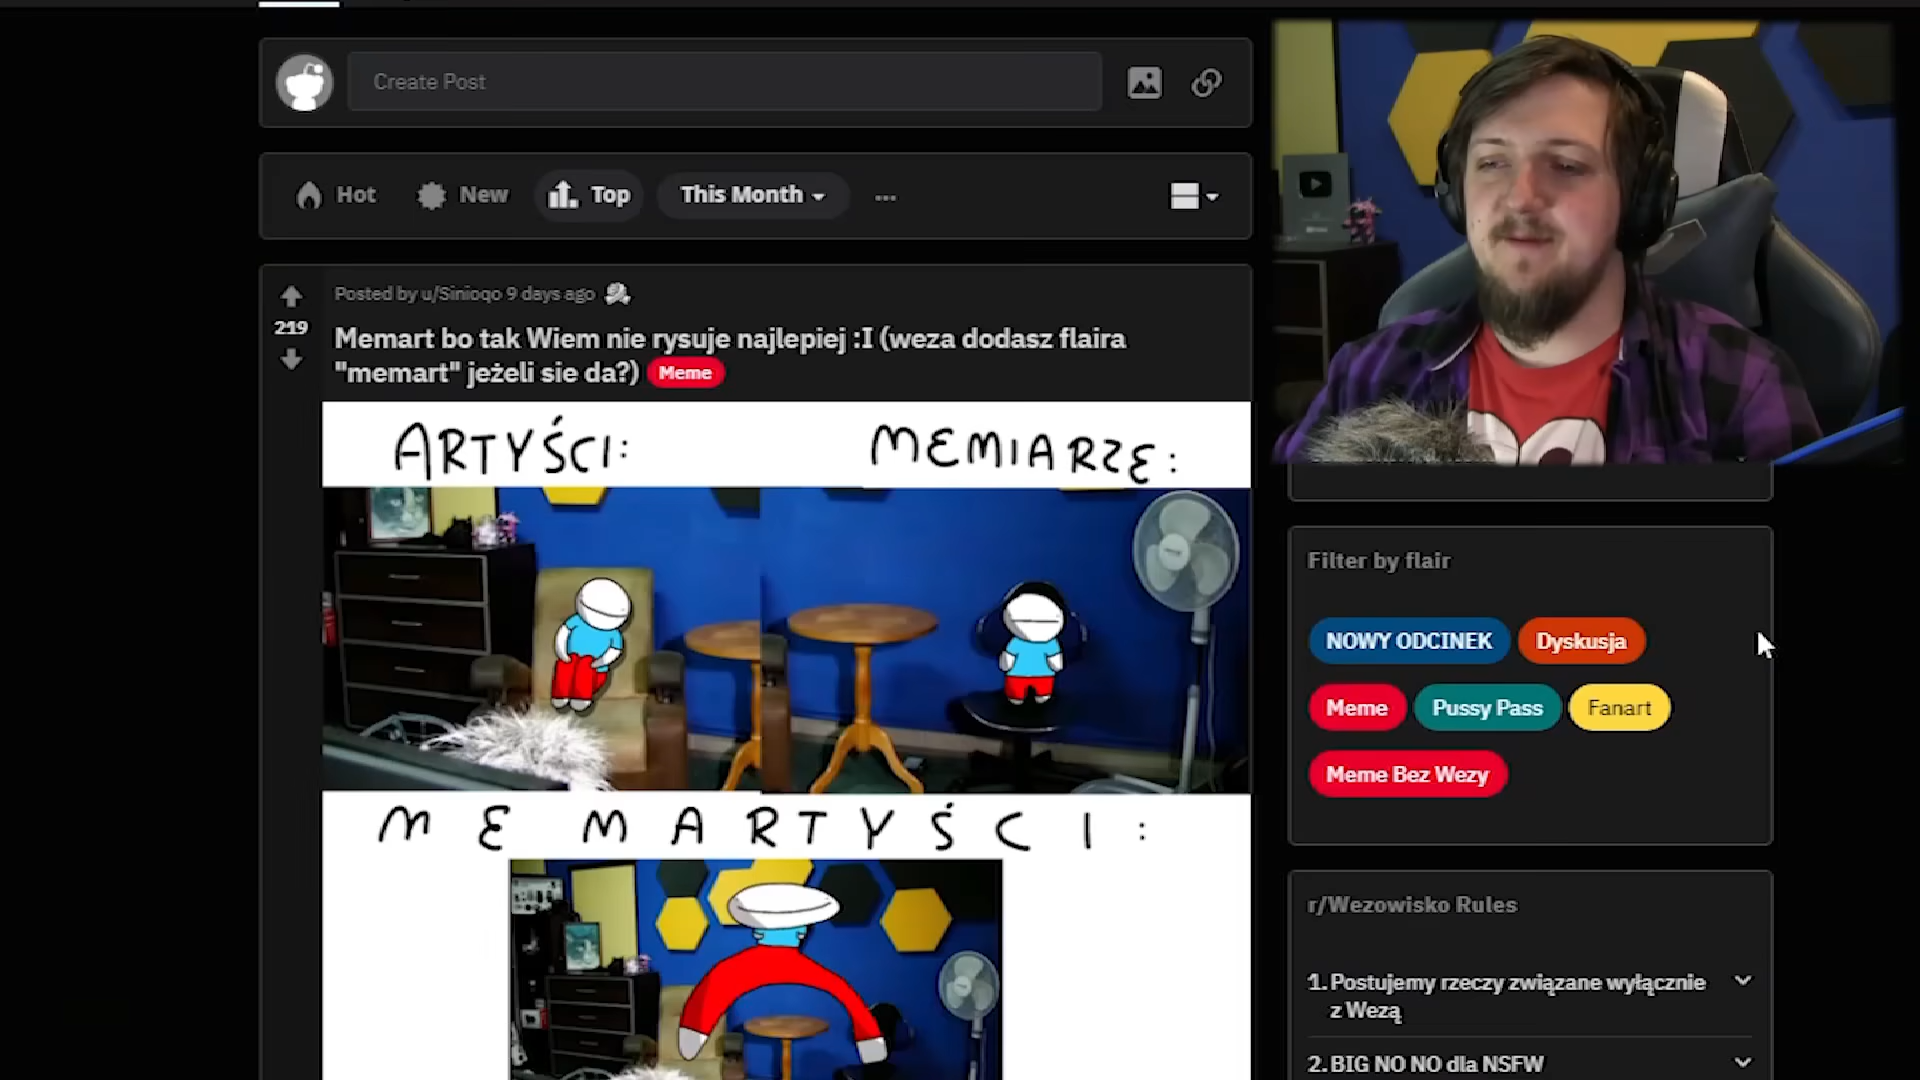 Create Post
Hot
New
Top
This Month
Posted by u/Sinioqo 9 days ago
219
Memart bo tak Wiem nie rysuje najlepiej :I (weza dodasz flaira
"memart" jeżeli sie da?) Meme
ARTYŚCI:
MEMIARZE:
MEMARTYŚCI:
Filter by flair
NOWY ODCINEK
Dyskusja
Meme
Pussy Pass
Fanart
Meme Bez Wezy
r/Wezowisko Rules
1. Postujemy rzeczy związane wyłącznie
z Wezą
2. BIG NO NO dla NSFW